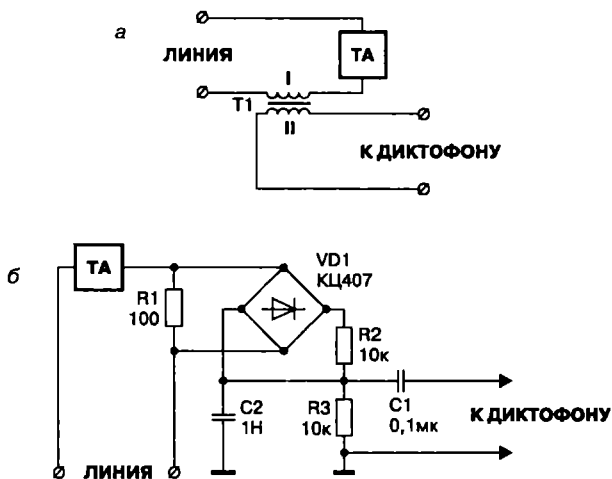 а
ЛИНИЯ
ТА
I
Т1
II
К ДИКТОФОНУ
б
ТА
R1
100
VD1
КЦ407
R2
10к
C2
1Н
R3
10к
C1
0,1мк
К ДИКТОФОНУ
ЛИНИЯ